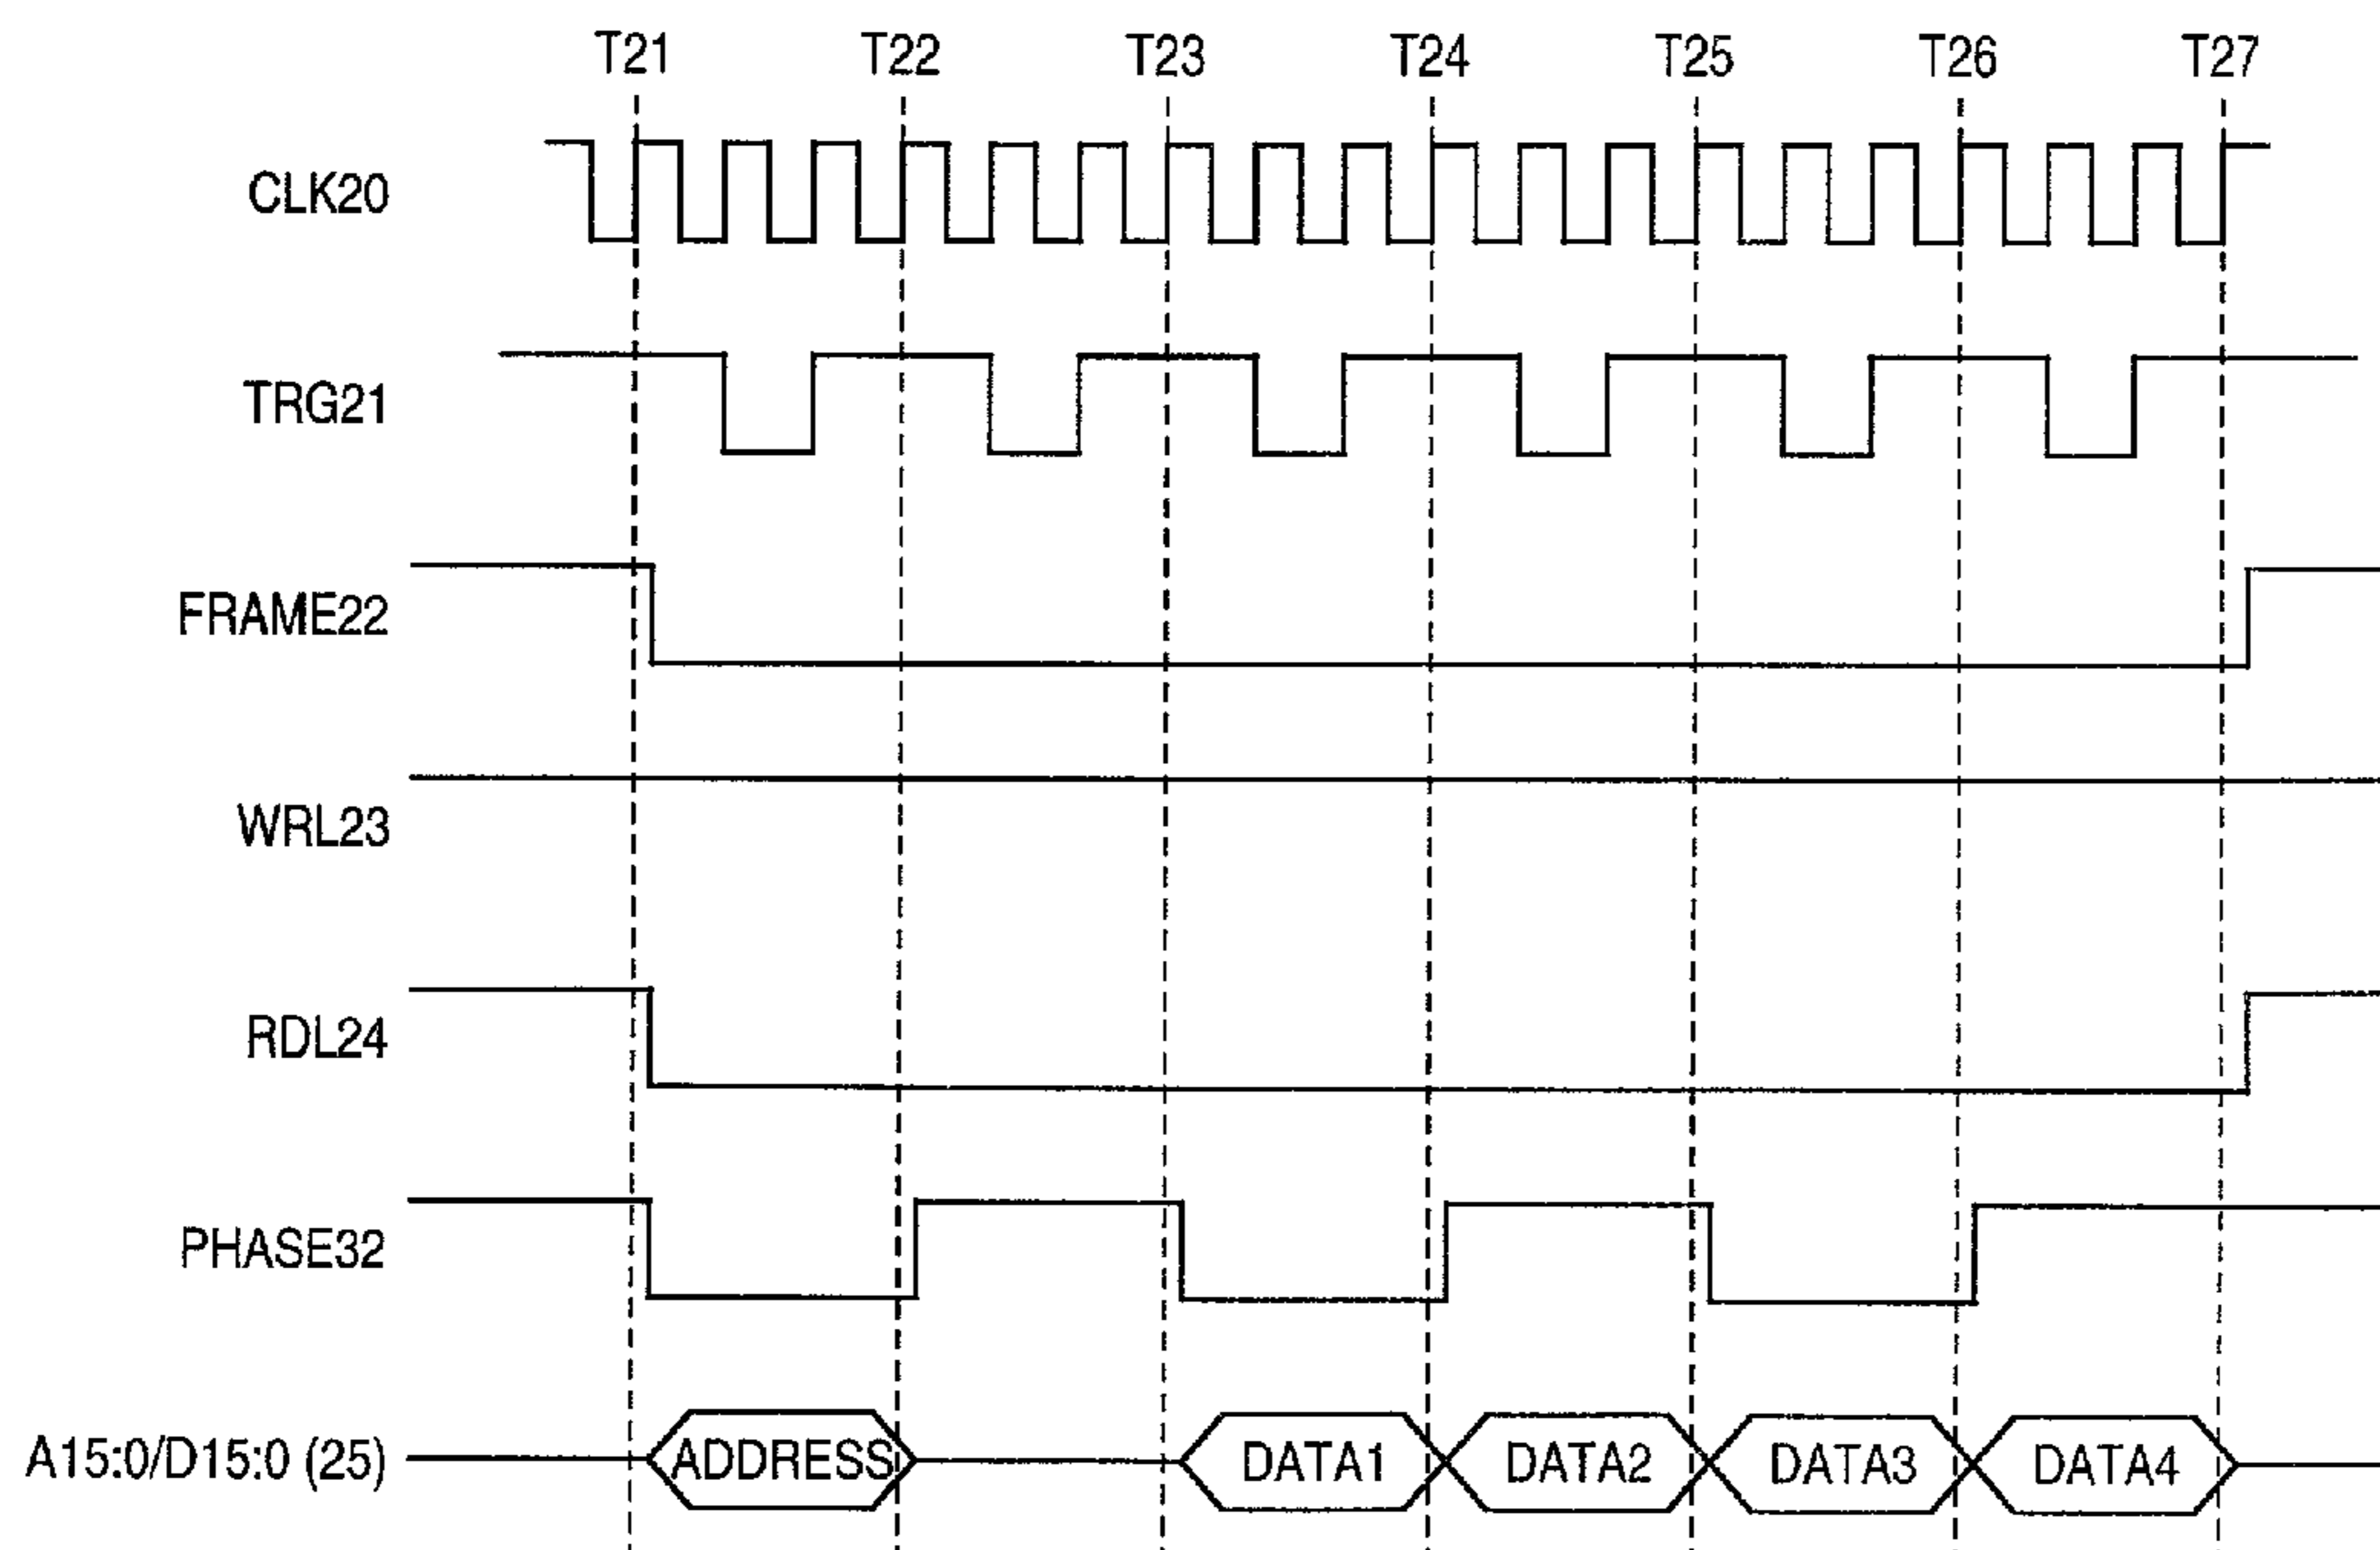 T21 T22 T23 T24 T25 T26 T27
CLK20
TRG21
FRAME22
WRL23
RDL24
PHASE32
A15:0/D15:0 (25) ADDRESS DATA1 DATA2 DATA3 DATA4